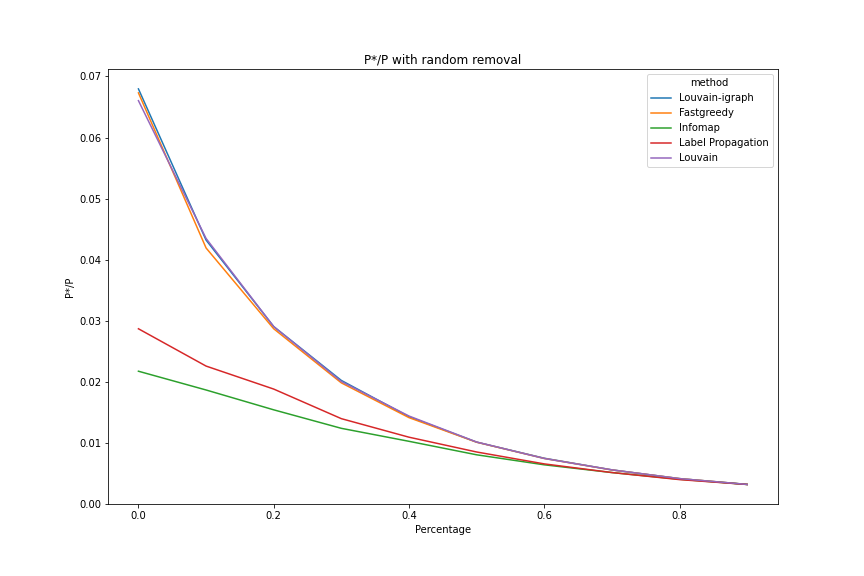 P*/P with random removal
method
Louvain-igraph
Fastgreedy
Infomap
Label Propagation
Louvain
P*/P
0.07
0.06
0.05
0.04
0.03
0.02
0.01
0.00
0.0 0.2 0.4 0.6 0.8
Percentage